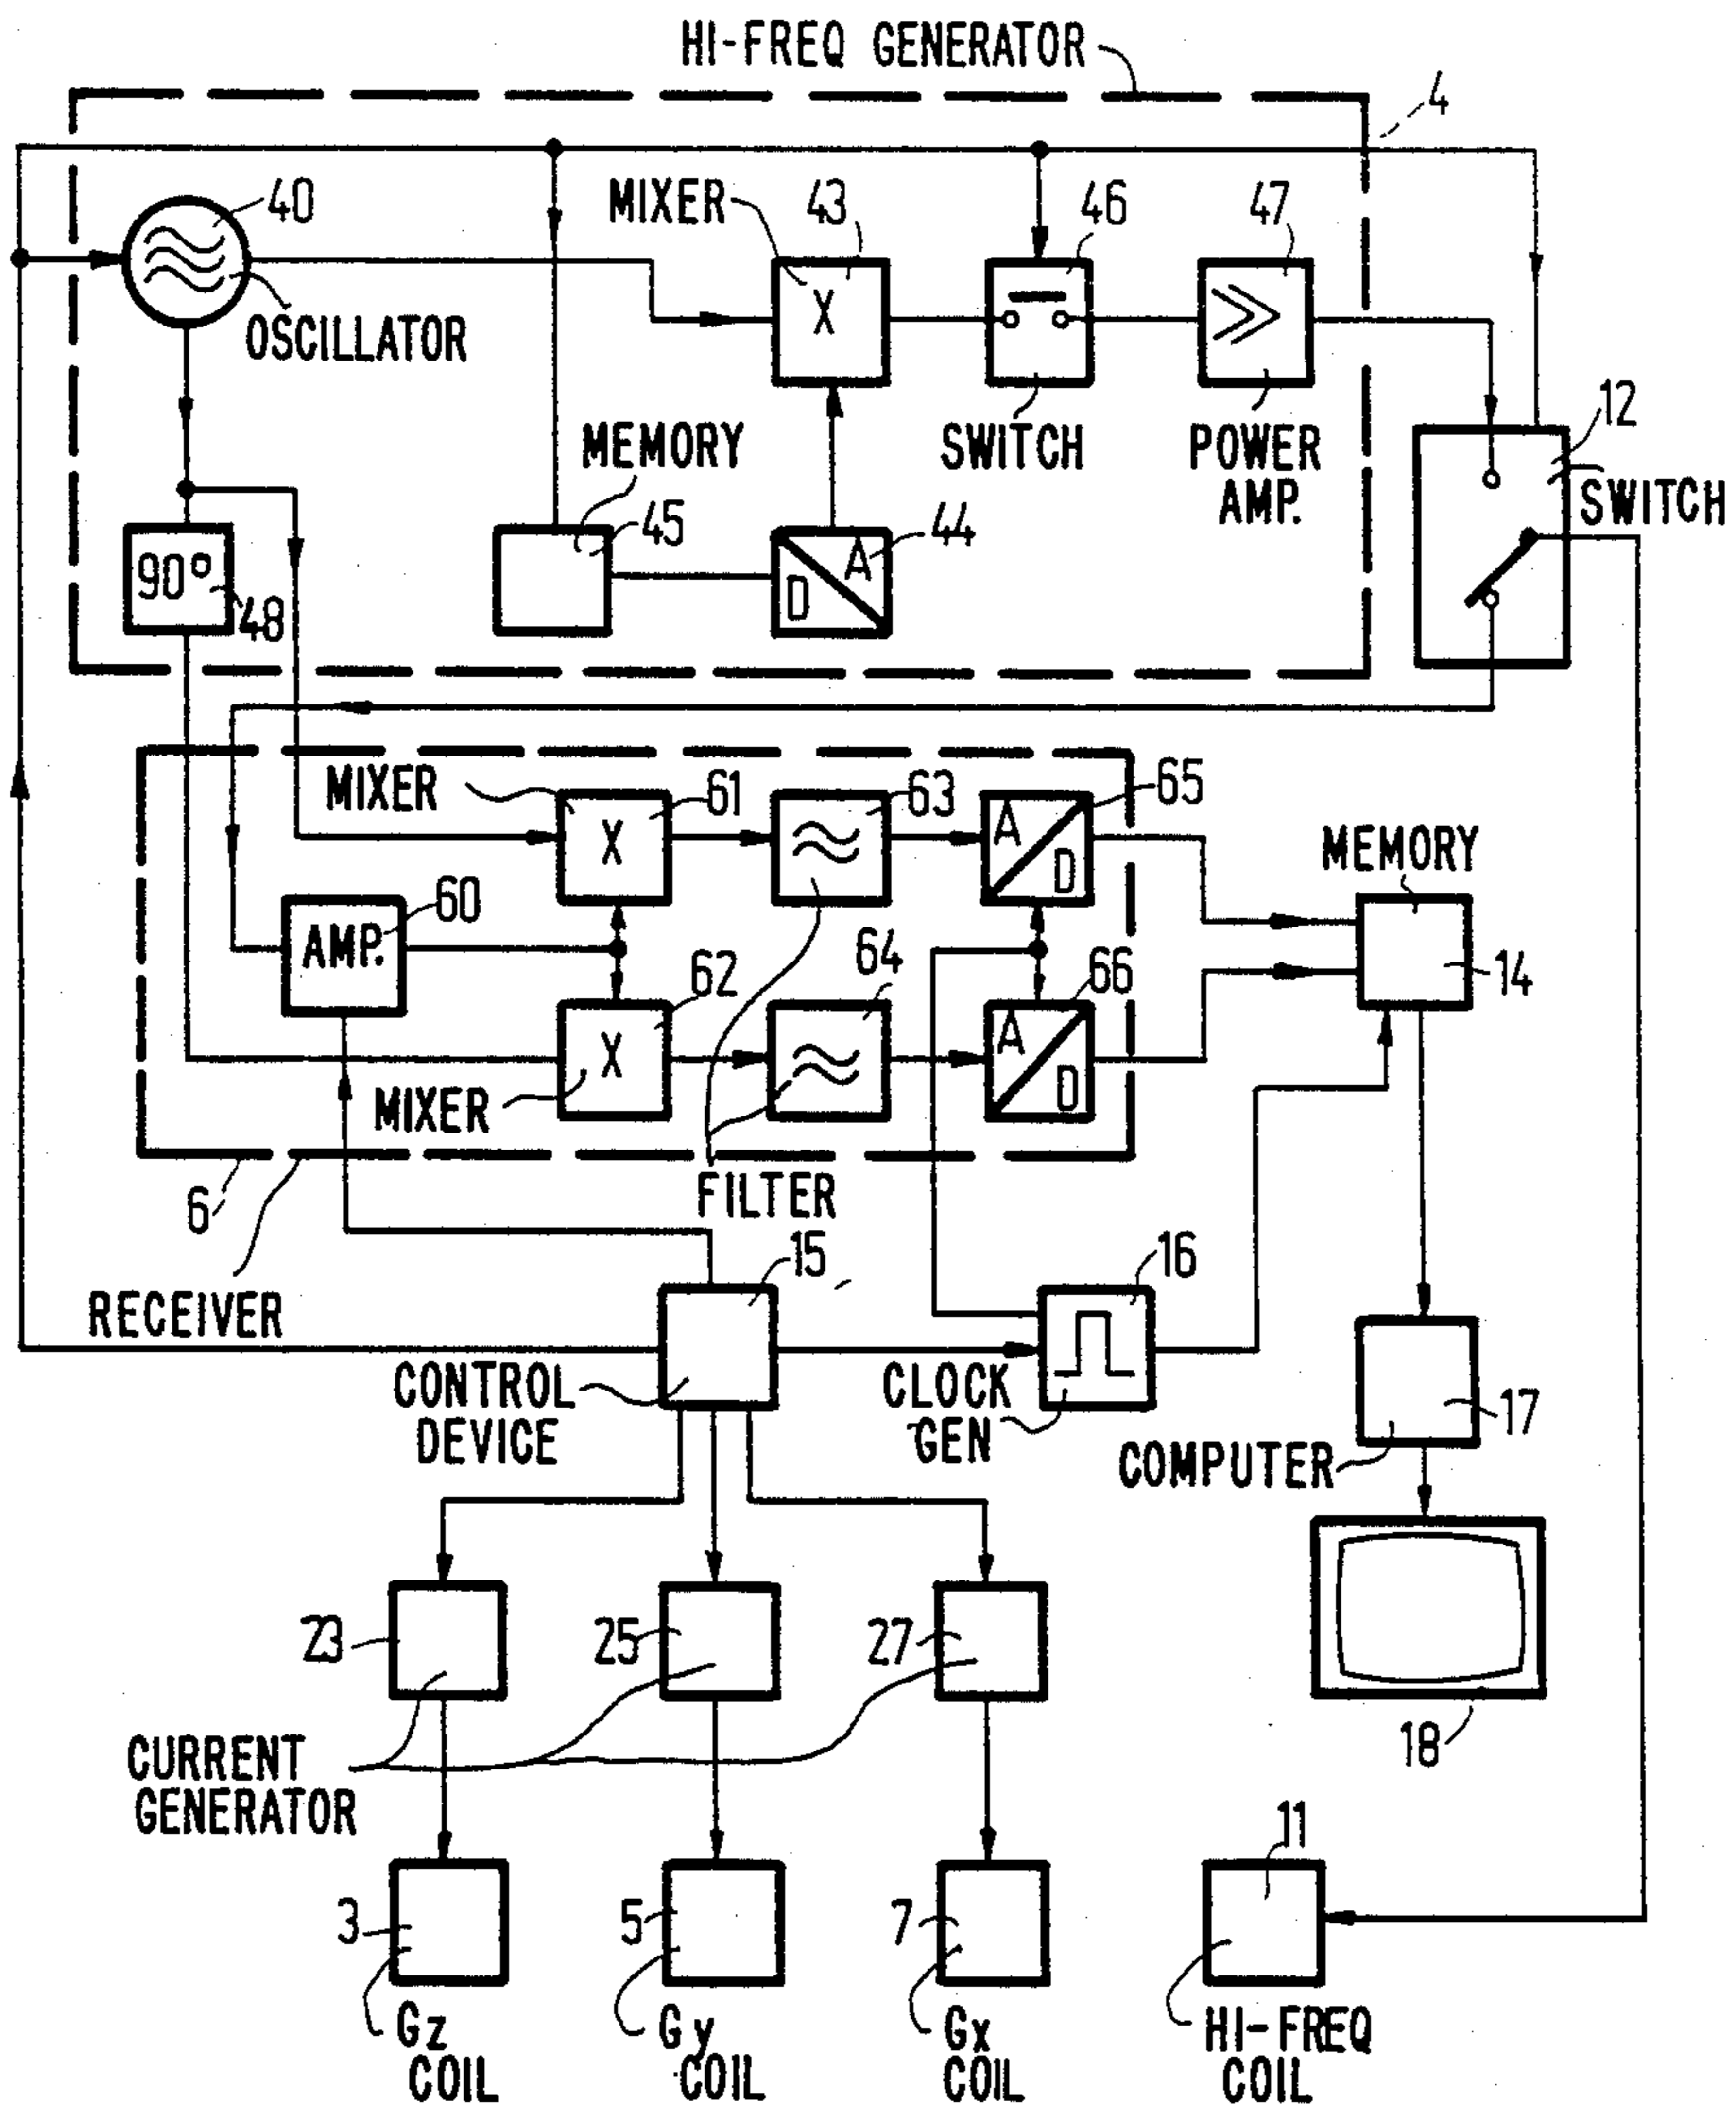 HI-FREQ GENERATOR
4
40
MIXER
43
46
47
OSCILLATOR
X
12
MEMORY
SWITCH
POWER
AMP.
SWITCH
45
44
A
D
90°
48
MIXER
61
63
65
X
A
D
MEMORY
60
AMP.
62
64
66
14
X
A
D
MIXER
6
FILTER
15
16
RECEIVER
CONTROL
DEVICE
CLOCK
GEN
17
COMPUTER
23
25
27
18
CURRENT
GENERATOR
11
3
5
7
Gz
COIL
Gy
COIL
Gx
COIL
HI-FREQ
COIL